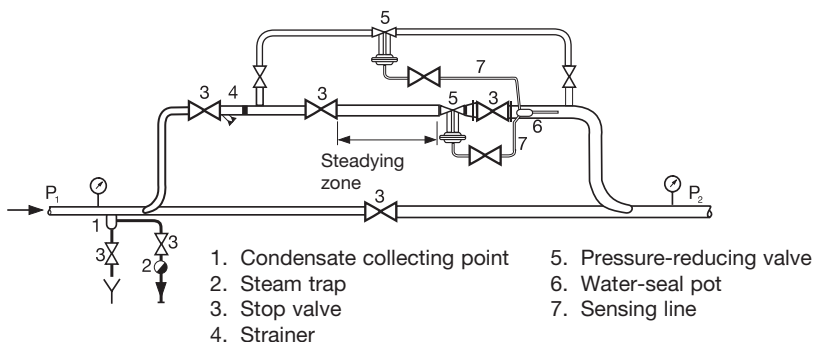 5
7
3
4
3
5
3
6
7
Steadying
zone
P1
3
P2
1
3
3
2
1. Condensate collecting point
2. Steam trap
3. Stop valve
4. Strainer
5. Pressure-reducing valve
6. Water-seal pot
7. Sensing line